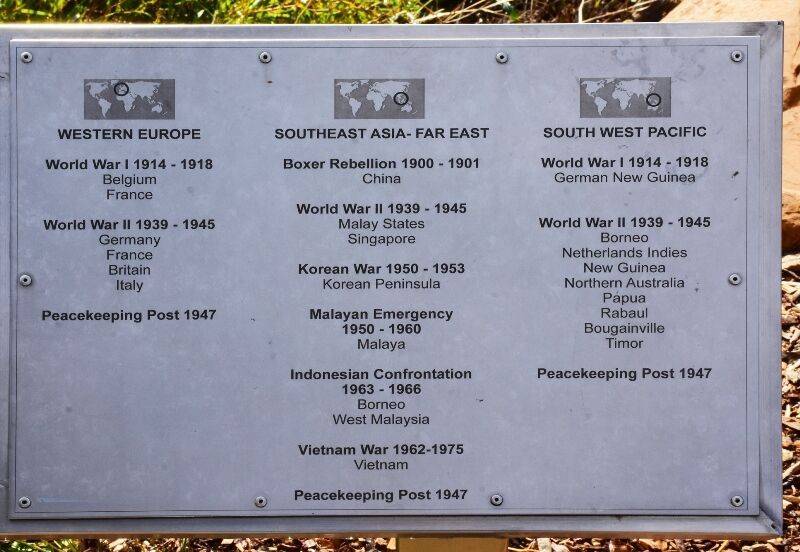 WESTERN EUROPE
World War I 1914 - 1918
Belgium
France
World War II 1939 - 1945
Germany
France
Britain
Italy
Peacekeeping Post 1947
SOUTHEAST ASIA- FAR EAST
Boxer Rebellion 1900 - 1901
China
World War II 1939 - 1945
Malay States
Singapore
Korean War 1950 - 1953
Korean Peninsula
Malayan Emergency
1950 - 1960
Malaya
Indonesian Confrontation
1963 - 1966
Borneo
West Malaysia
Vietnam War 1962-1975
Vietnam
Peacekeeping Post 1947
SOUTH WEST PACIFIC
World War I 1914 - 1918
German New Guinea
World War II 1939 - 1945
Borneo
Netherlands Indies
New Guinea
Northern Australia
Papua
Rabaul
Bougainville
Timor
Peacekeeping Post 1947